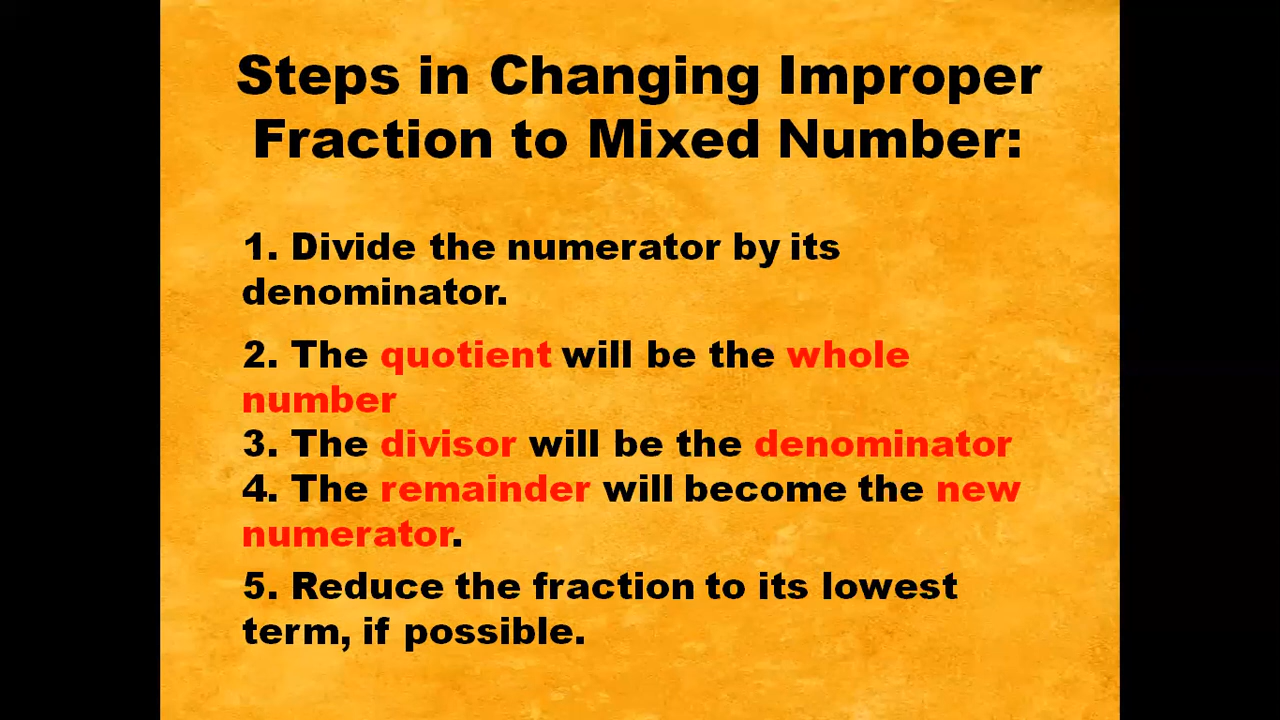 Steps in Changing Improper
Fraction to Mixed Number:
1. Divide the numerator by its
denominator.
2. The quotient will be the whole
number
3. The divisor will be the denominator
4. The remainder will become the new
numerator.
5. Reduce the fraction to its lowest
term, if possible.